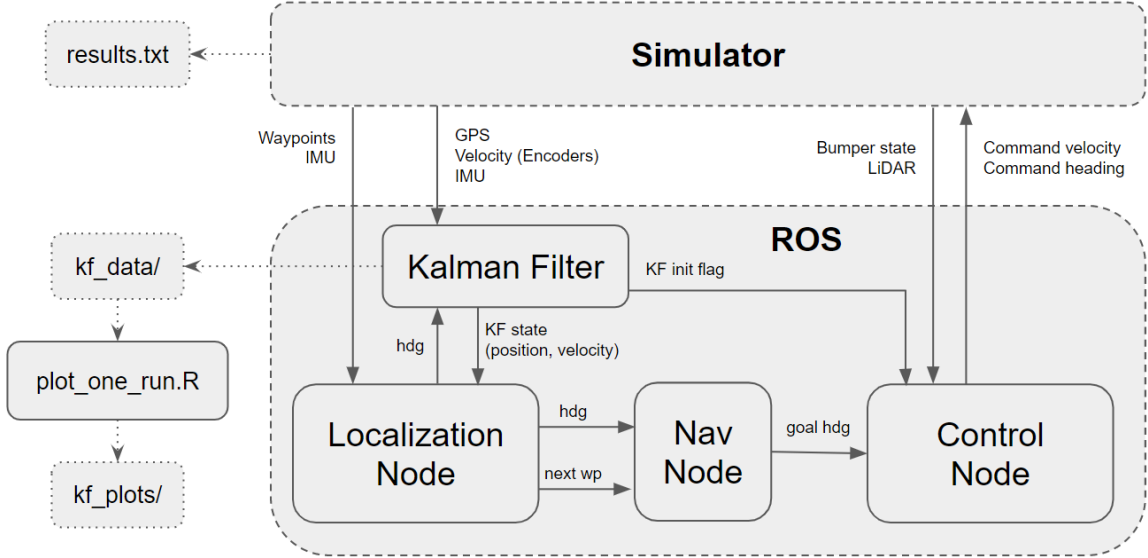 results.txt
Simulator
Waypoints
IMU
GPS
Velocity (Encoders)
IMU
Bumper state
LiDAR
Command velocity
Command heading
ROS
kf_data/
Kalman Filter
KF init flag
hdg
KF state
(position, velocity)
plot_one_run.R
Localization
Node
hdg
next wp
Nav
Node
goal hdg
Control
Node
kf_plots/